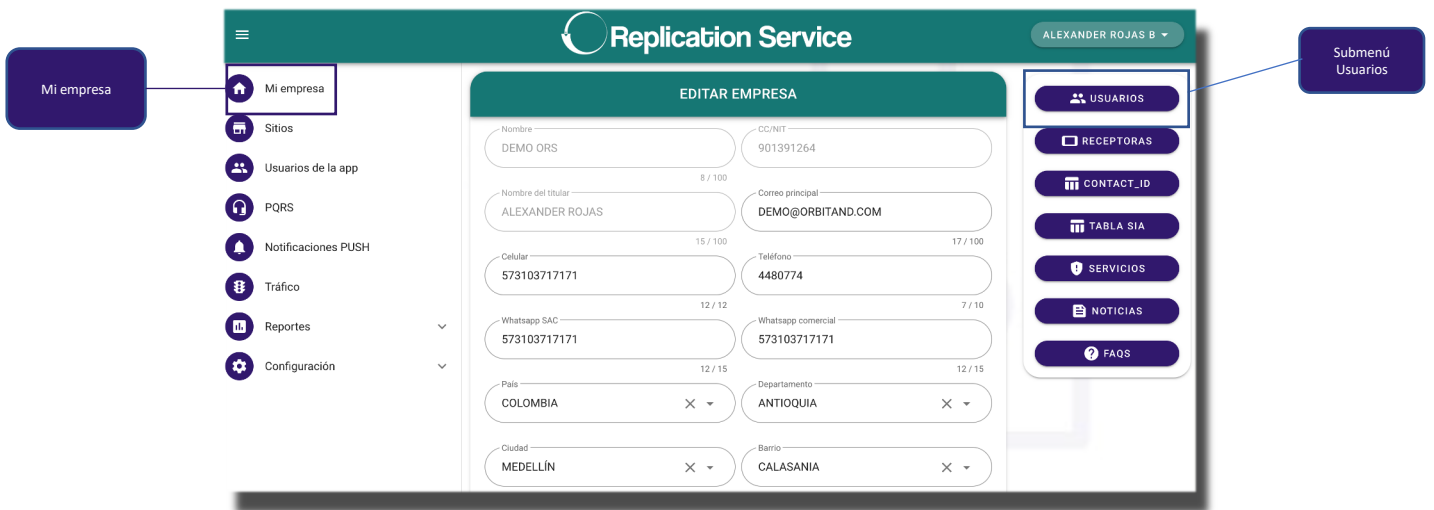 Replication Service
ALEXANDER ROJAS B
Mi empresa
Submenú
Usuarios
Mi empresa
Sitios
Usuarios de la app
PQRS
Notificaciones PUSH
Tráfico
Reportes
Configuración
EDITAR EMPRESA
Nombre
DEMO ORS
8 / 100
CC/NIT
901391264
Nombre del titular
ALEXANDER ROJAS
15 / 100
Correo principal
DEMO@ORBITAND.COM
17 / 100
Celular
573103717171
12 / 12
Teléfono
4480774
7 / 10
Whatsapp SAC
573103717171
12 / 15
Whatsapp comercial
573103717171
12 / 15
País
COLOMBIA
Departamento
ANTIOQUIA
Ciudad
MEDELLÍN
Barrio
CALASANIA
USUARIOS
RECEPTORAS
CONTACT_ID
TABLA SIA
SERVICIOS
NOTICIAS
FAQS